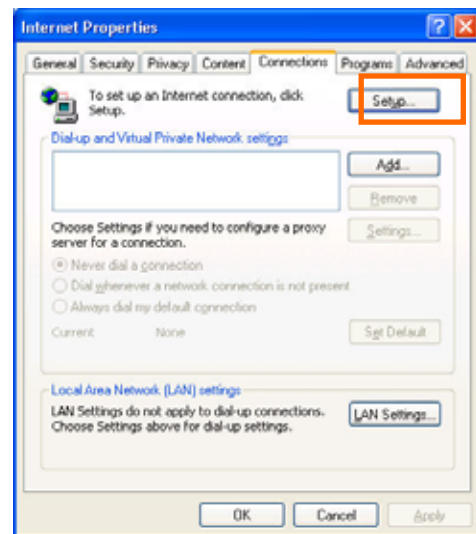 Internet Properties
General Security Privacy Content Connections Programs Advanced
To set up an Internet connection, click
Setup.
Setup...
Dial-up and Virtual Private Network settings
Add...
Remove
Choose Settings if you need to configure a proxy
server for a connection.
Settings...
Never dial a connection
Dial whenever a network connection is not present
Always dial my default connection
Current None
Set Default
Local Area Network (LAN) settings
LAN Settings do not apply to dial-up connections.
Choose Settings above for dial-up settings.
LAN Settings...
OK Cancel Apply